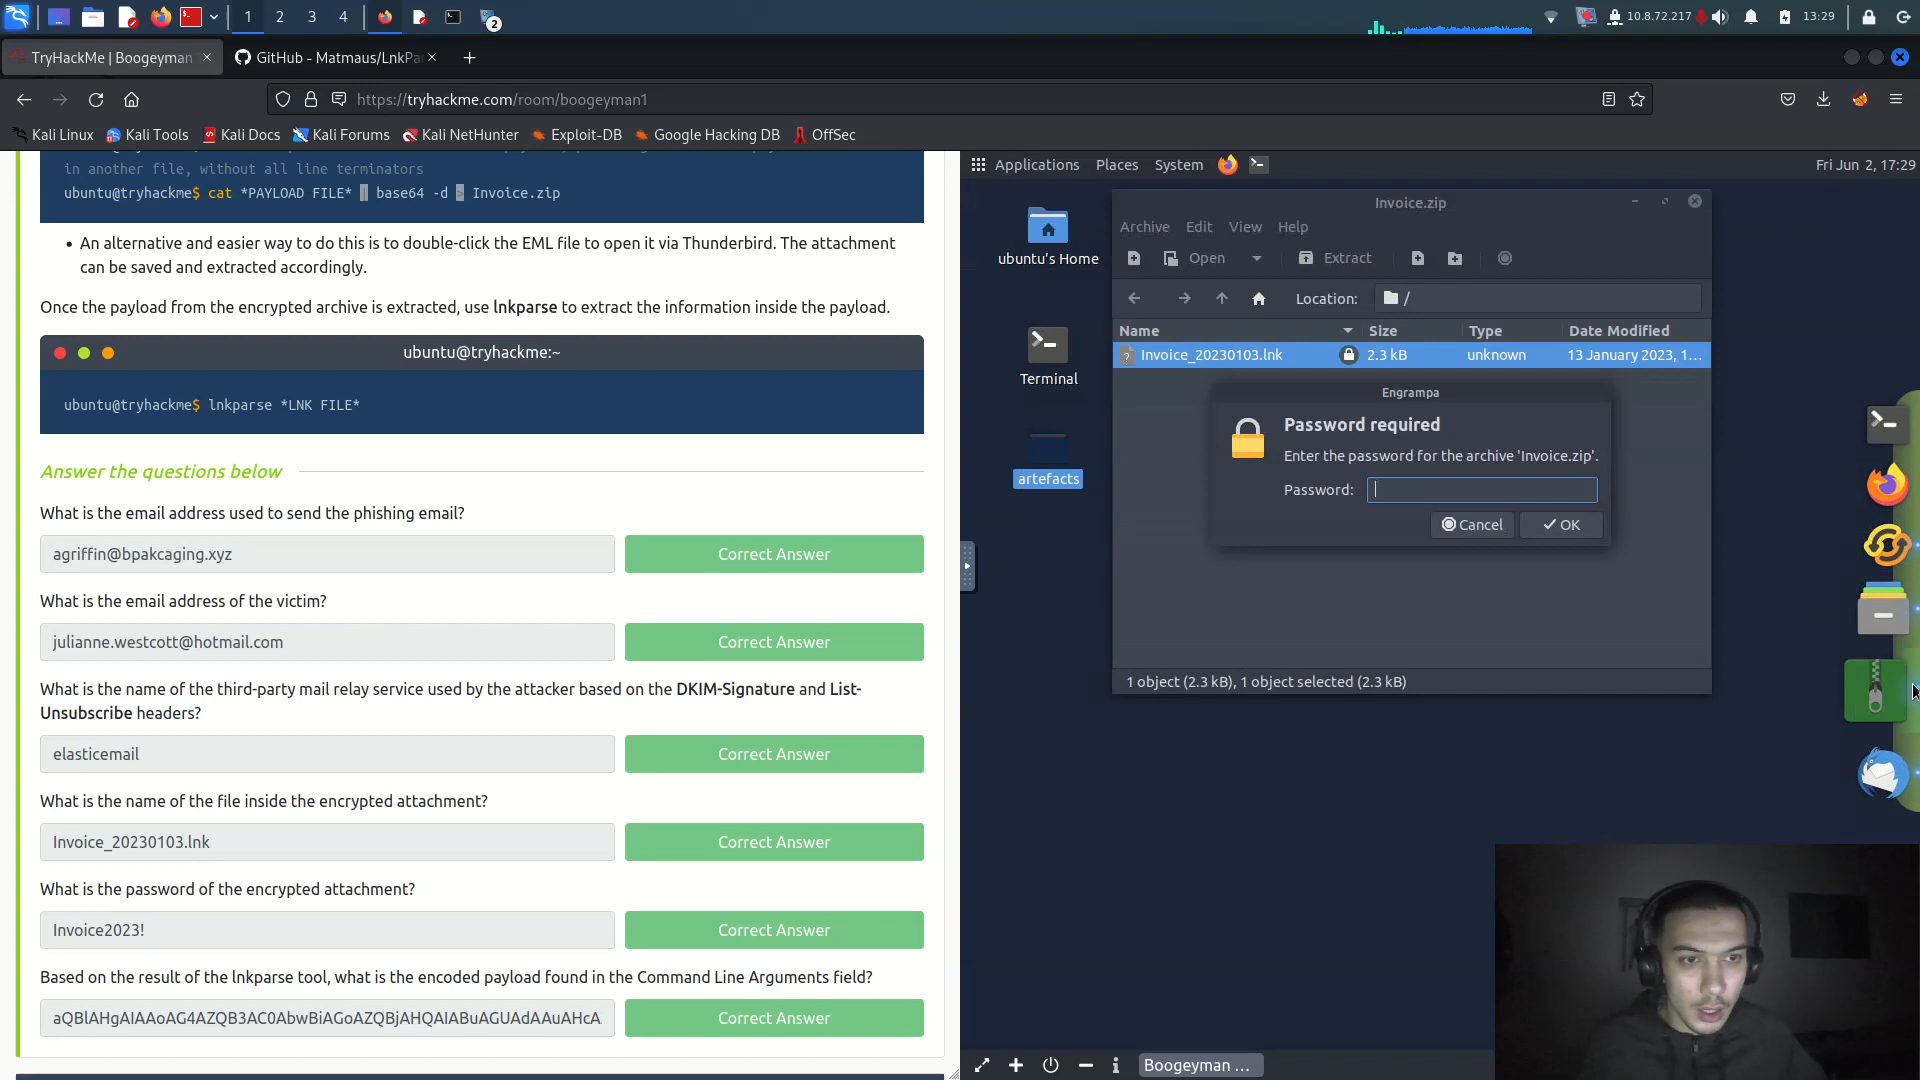 1
2
3
4
2
10.8.72.217
13:29
TryHackMe | Boogeyman
GitHub - Matmaus/LnkPa
https://tryhackme.com/room/boogeyman1
Kali Linux
Kali Tools
Kali Docs
Kali Forums
Kali NetHunter
Exploit-DB
Google Hacking DB
OffSec
in another file, without all line terminators
ubuntu@tryhackme$ cat *PAYLOAD FILE* | base64 -d > Invoice.zip
• An alternative and easier way to do this is to double-click the EML file to open it via Thunderbird. The attachment
can be saved and extracted accordingly.
Once the payload from the encrypted archive is extracted, use lnkparse to extract the information inside the payload.
ubuntu@tryhackme:~
ubuntu@tryhackme$ lnkparse *LNK FILE*
Answer the questions below
What is the email address used to send the phishing email?
agriffin@bpakcaging.xyz
Correct Answer
What is the email address of the victim?
julianne.westcott@hotmail.com
Correct Answer
What is the name of the third-party mail relay service used by the attacker based on the DKIM-Signature and List-
Unsubscribe headers?
elasticemail
Correct Answer
What is the name of the file inside the encrypted attachment?
Invoice_20230103.lnk
Correct Answer
What is the password of the encrypted attachment?
Invoice2023!
Correct Answer
Based on the result of the lnkparse tool, what is the encoded payload found in the Command Line Arguments field?
aQBlAHgAIAAoAG4AZQB3AC0AbwBiAGoAZQBjAHQAIABuAGUAdAAuAHcA
Correct Answer
Applications
Places
System
Fri Jun 2, 17:29
ubuntu's Home
Terminal
artefacts
Invoice.zip
Archive
Edit
View
Help
Open
Extract
Location:
/
Name
Size
Type
Date Modified
Invoice_20230103.lnk
2.3 kB
unknown
13 January 2023, 1…
Engrampa
Password required
Enter the password for the archive 'Invoice.zip'.
Password:
Cancel
OK
1 object (2.3 kB), 1 object selected (2.3 kB)
Boogeyman ...